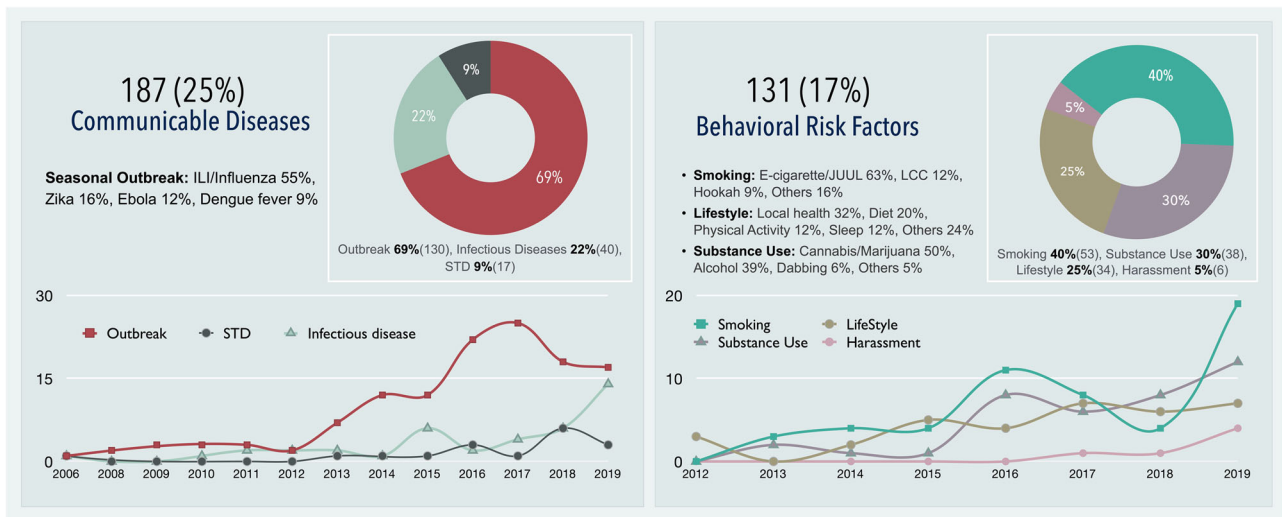 187 (25%)
Communicable Diseases
Seasonal Outbreak: ILI/Influenza 55%,
Zika 16%, Ebola 12%, Dengue fever 9%
9%
22%
69%
Outbreak 69%(130), Infectious Diseases 22%(40),
STD 9%(17)
30
15
0
Outbreak
STD
Infectious disease
2006
2008
2009
2010
2011
2012
2013
2014
2015
2016
2017
2018
2019
131 (17%)
Behavioral Risk Factors
• Smoking: E-cigarette/JUUL 63%, LCC 12%,
Hookah 9%, Others 16%
• Lifestyle: Local health 32%, Diet 20%,
Physical Activity 12%, Sleep 12%, Others 24%
• Substance Use: Cannabis/Marijuana 50%,
Alcohol 39%, Dabbing 6%, Others 5%
40%
5%
25%
30%
Smoking 40%(53), Substance Use 30%(38),
Lifestyle 25%(34), Harassment 5%(6)
20
10
0
Smoking
LifeStyle
Substance Use
Harassment
2012
2013
2014
2015
2016
2017
2018
2019